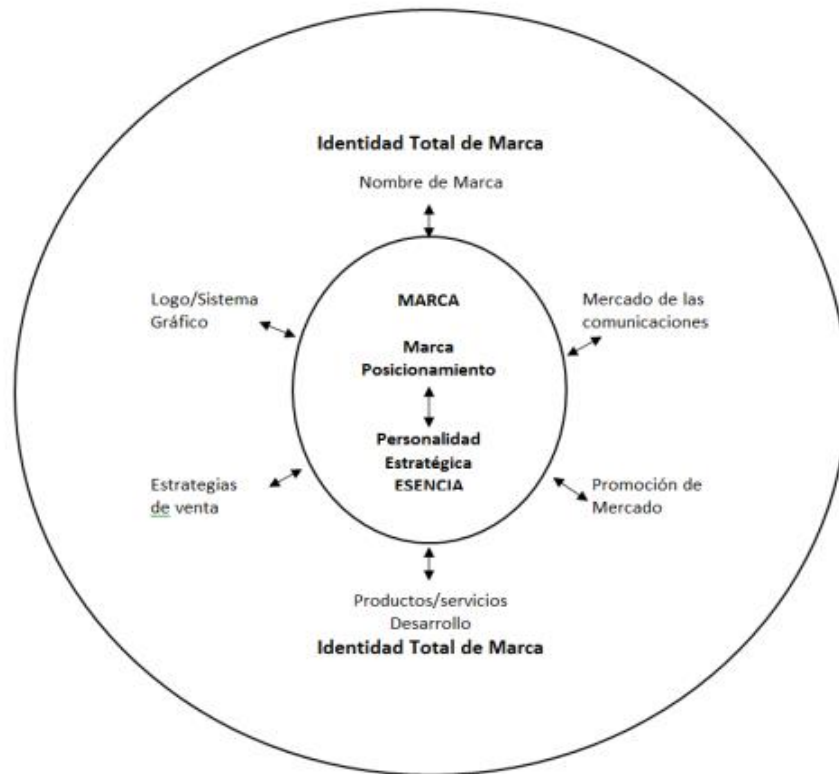 Identidad Total de Marca
Nombre de Marca
Logo/Sistema
Gráfico
MARCA
Marca
Posicionamiento
Personalidad
Estratégica
ESENCIA
Mercado de las
comunicaciones
Estrategias
de venta
Promoción de
Mercado
Productos/servicios
Desarrollo
Identidad Total de Marca